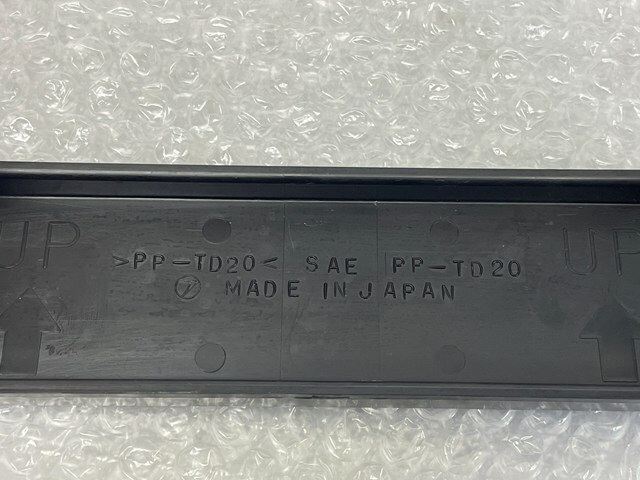 UP
>PP-TD20< SAE PP-TD20
MADE IN JAPAN
UP